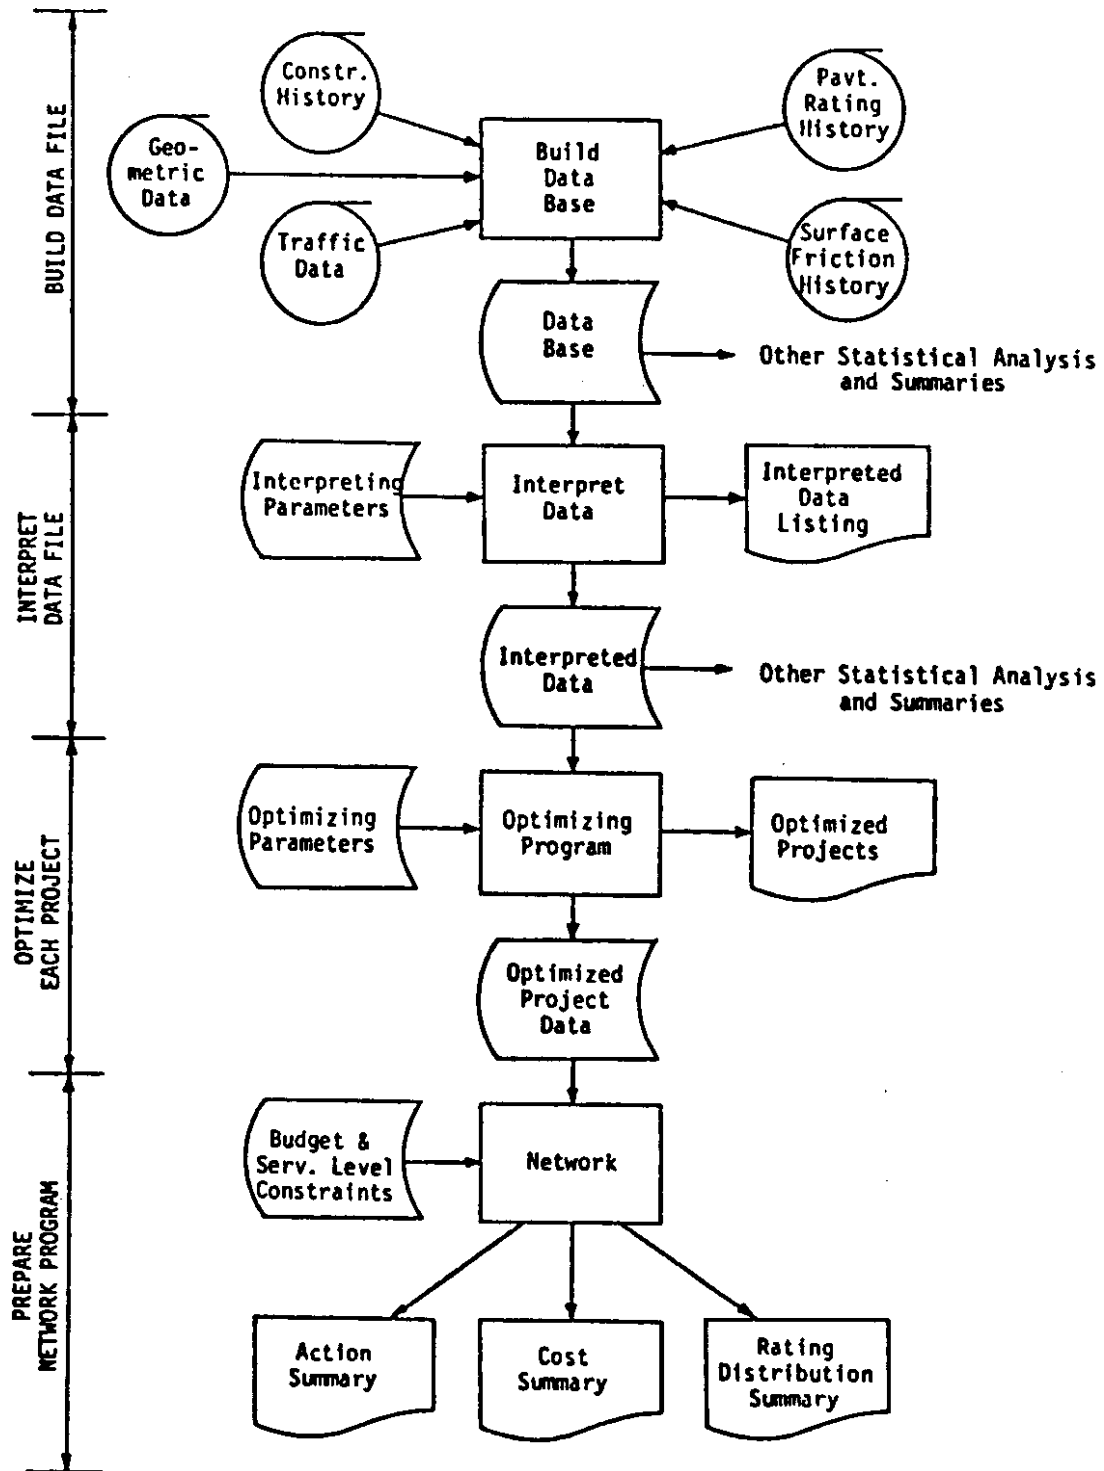 BUILD DATA FILE
Constr.
History
Pavt.
Rating
History
Geo-
metric
Data
Build
Data
Base
Traffic
Data
Surface
Friction
History
Data
Base
Other Statistical Analysis
and Summaries
INTERPRET
DATA FILE
Interpreting
Parameters
Interpret
Data
Interpreted
Data
Listing
Interpreted
Data
Other Statistical Analysis
and Summaries
OPTIMIZE
EACH PROJECT
Optimizing
Parameters
Optimizing
Program
Optimized
Projects
Optimized
Project
Data
PREPARE
NETWORK PROGRAM
Budget &
Serv. Level
Constraints
Network
Action
Summary
Cost
Summary
Rating
Distribution
Summary